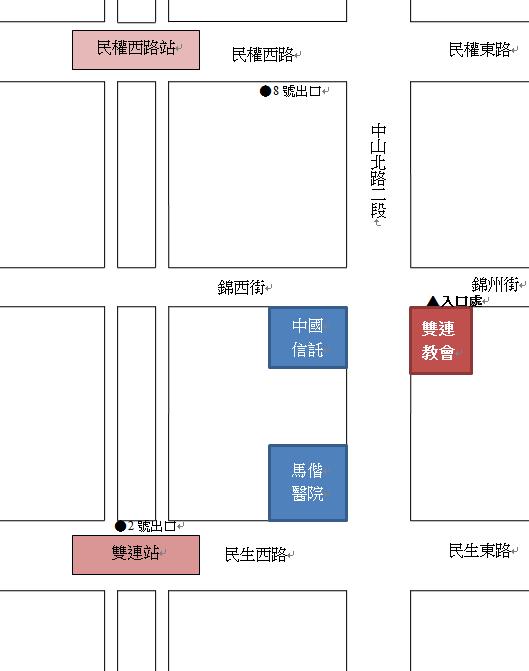 民權西路站
民權西路
民權東路
●8 號出口
中山北路二段
錦西街
錦州街
▲入口處
中國
信託
雙連
教會
馬偕
醫院
●2 號出口
雙連站
民生西路
民生東路